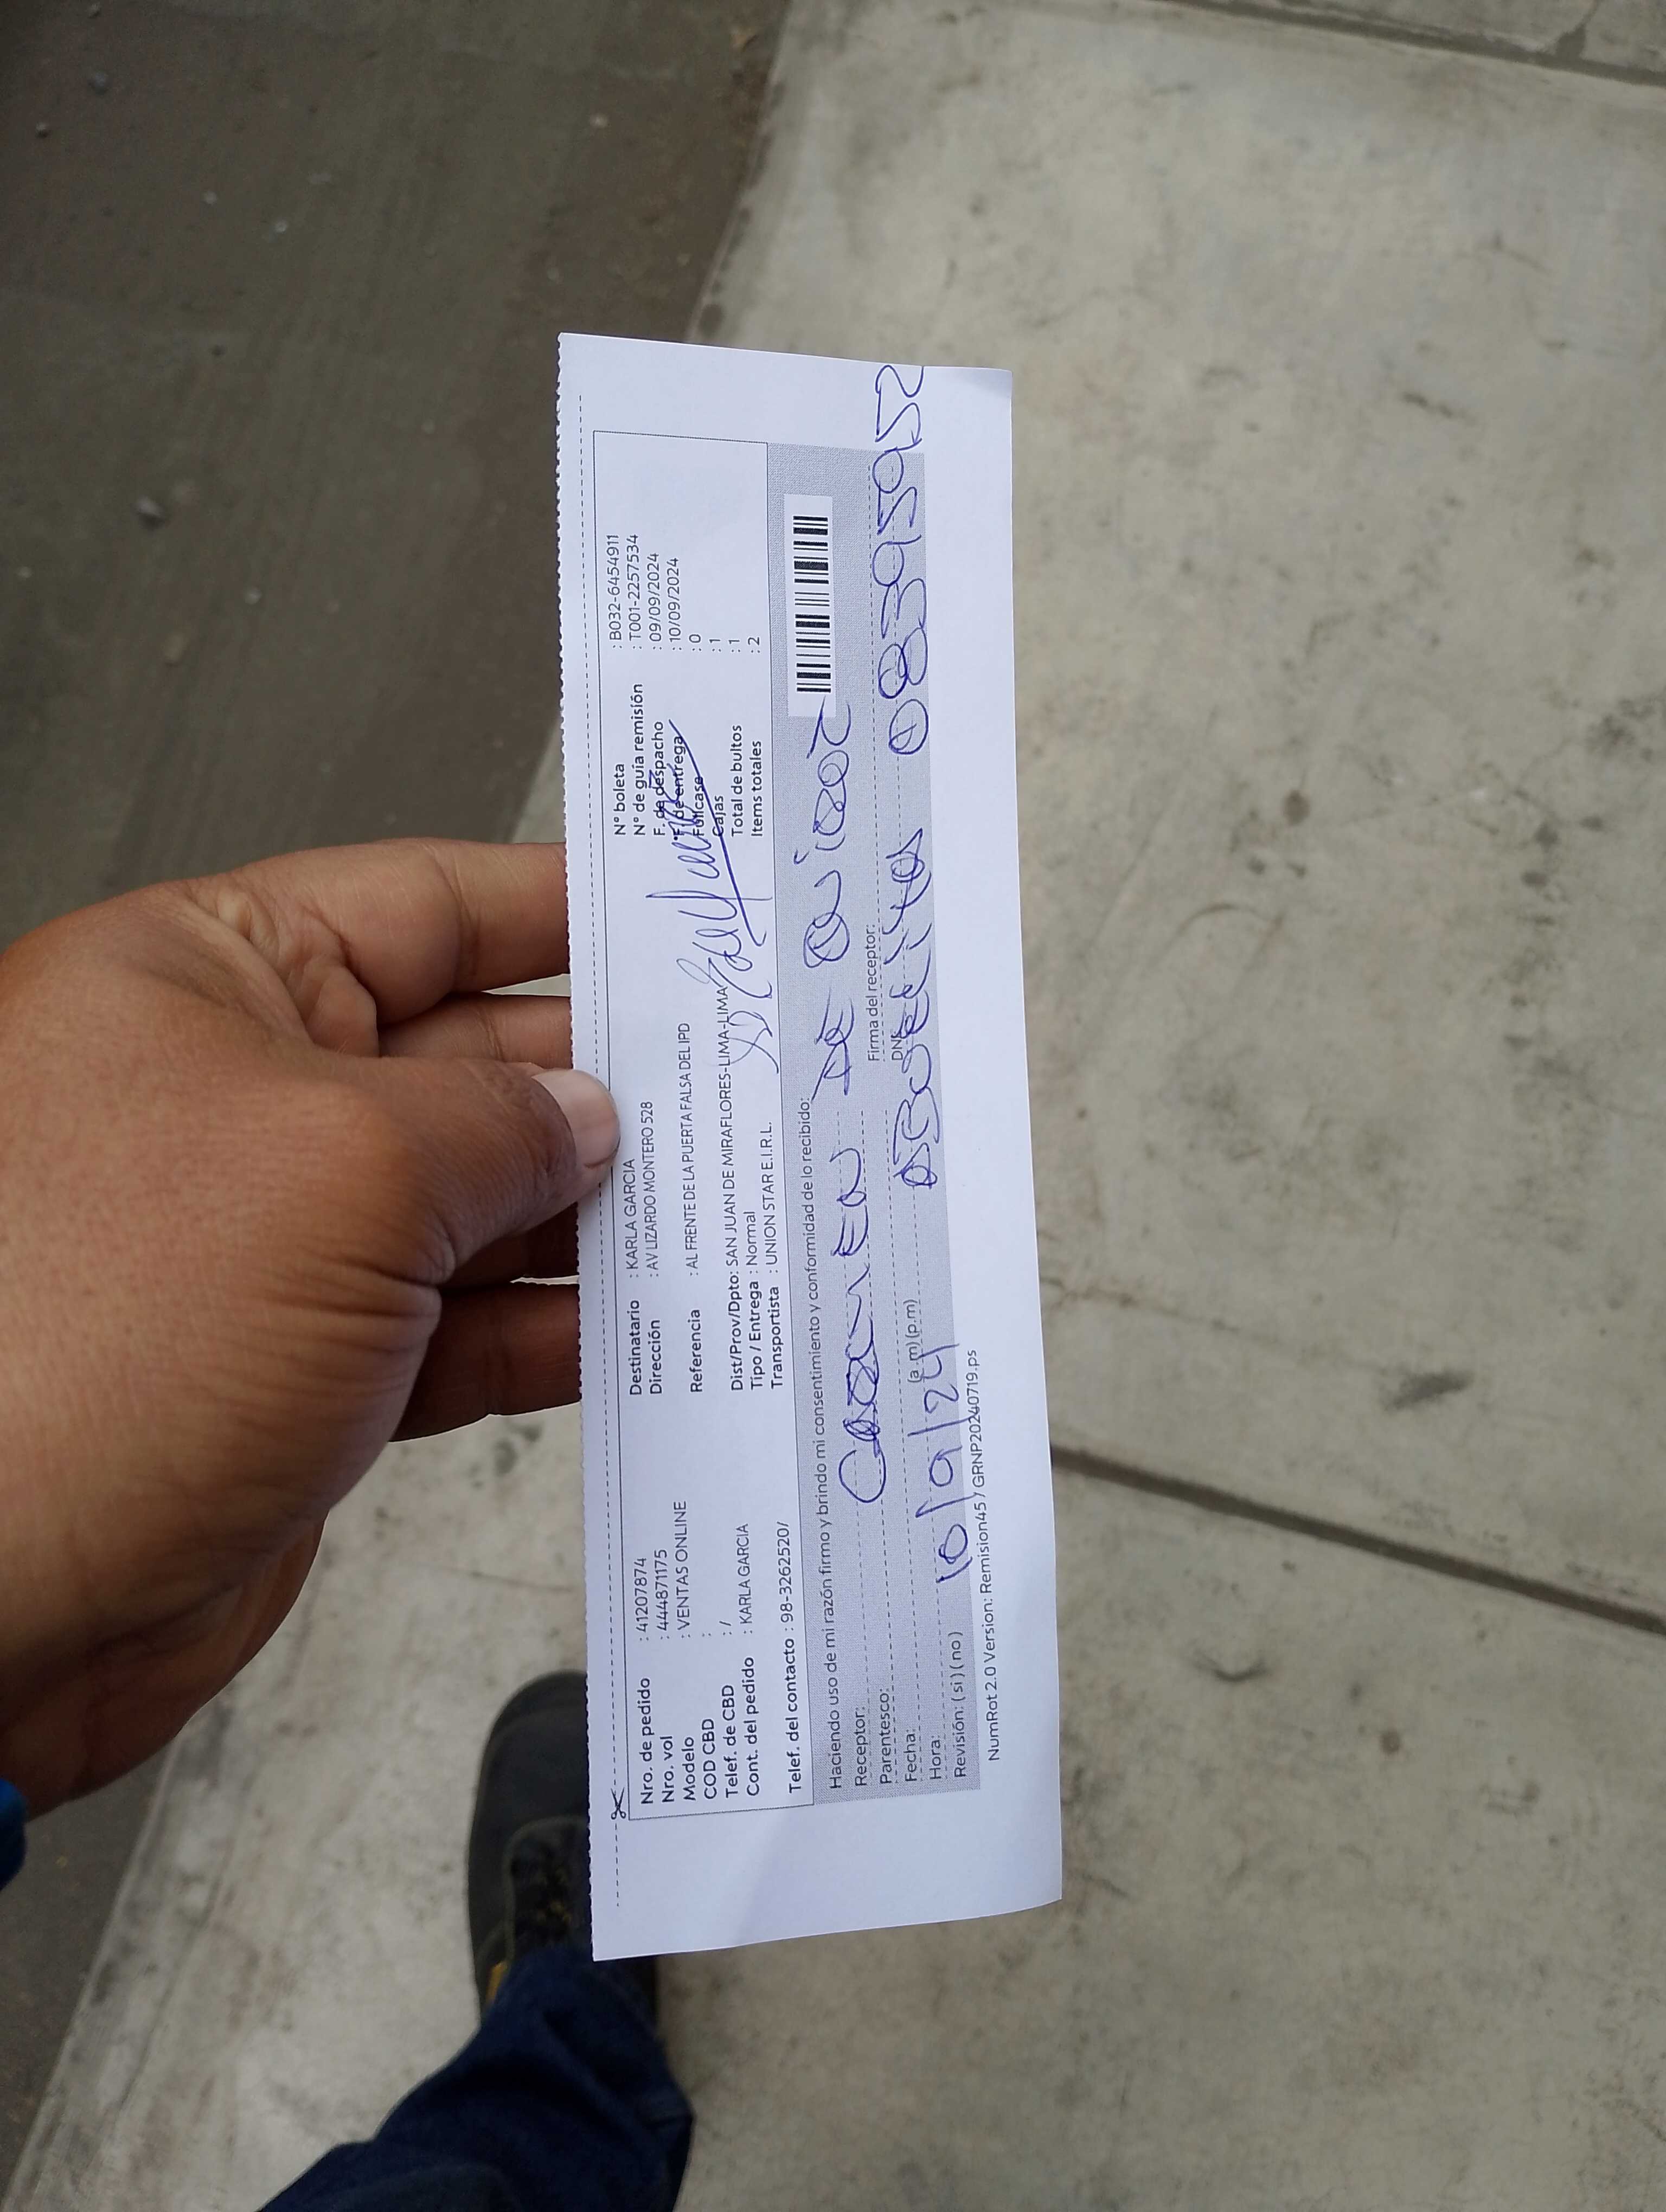 Nro. de pedido : 41207874
Nro. vol : 444871175
Modelo : VENTAS ONLINE
COD CBD :
Telef. de CBD : /
Cont. del pedido : KARLA GARCIA
Telef. del contacto : 98-3262520/
Destinatario : KARLA GARCIA
Dirección : AV LIZARDO MONTERO 528
Referencia : AL FRENTE DE LA PUERTA FALSA DEL IPD
Dist/Prov/Dpto: SAN JUAN DE MIRAFLORES-LIMA-LIMA
Tipo / Entrega : Normal
Transportista : UNION STAR E.I.R.L.
N° boleta : B032-6454911
N° de guía remisión : T001-2257534
F. de despacho : 09/09/2024
F. de entrega : 10/09/2024
Fullcase : 0
Cajas : 1
Total de bultos : 1
Items totales : 2
Haciendo uso de mi razón firmo y brindo mi consentimiento y conformidad de lo recibido:
Receptor: Carmen de
Firma del receptor:
Parentesco:
DNI: 08395952
Fecha: 10/9/24
Hora: (a.m)(p.m)
Revisión: (si) (no)
NumRot 2.0 Version: Remision45 / GRNP20240719.ps